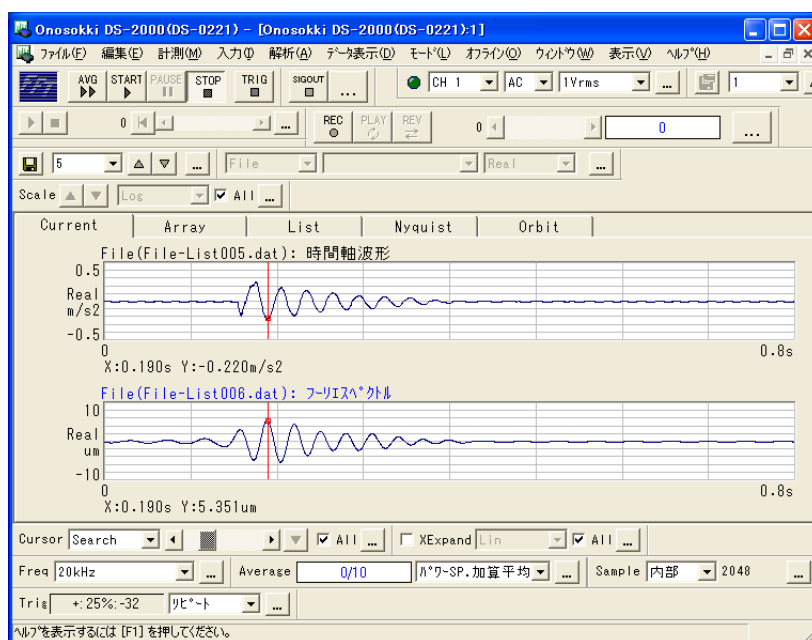 Onosokki DS-2000(DS-0221) - [Onosokki DS-2000(DS-0221):1]
ファイル(F) 編集(E) 計測(M) 入力(I) 解析(A) データ表示(D) モード(L) オフライン(O) ウィンドウ(W) 表示(V) ヘルプ(H)
AVG START PAUSE STOP TRIG SIGOUT ... CH 1 AC 1Vrms ... 1
0 ... REC PLAY REV 0 0 ...
5 ... File Real ...
Scale Log All ...
Current Array List Nyquist Orbit
File(File-List005.dat): 時間軸波形
0.5
Real
m/s2
-0.5
0 0.8s
X:0.190s Y:-0.220m/s2
File(File-List006.dat): フーリエスペクトル
10
Real
um
-10
0 0.8s
X:0.190s Y:5.351um
Cursor Search All ... XExpand Lin All ...
Freq 20kHz ... Average 0/10 パワーSP.加算平均 ... Sample 内部 2048 ...
Trig +:25%:-32 リピート ...
ヘルプを表示するには [F1] を押してください。